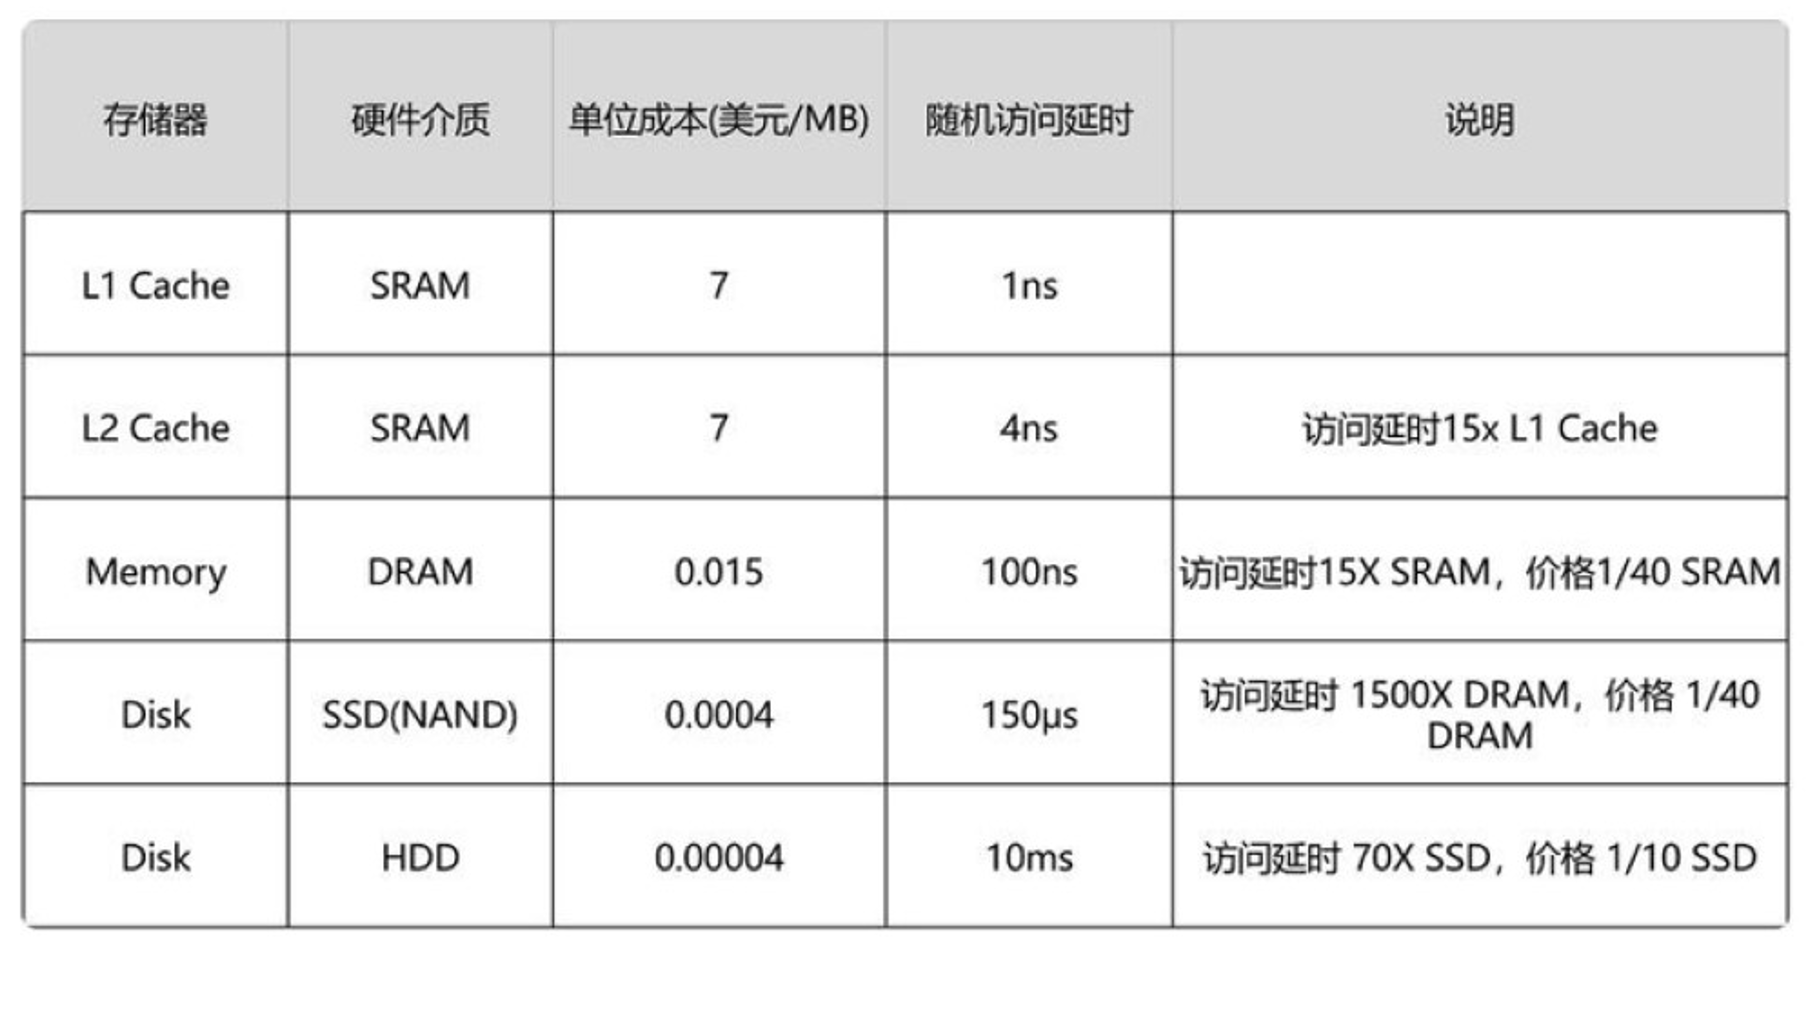 存储器 硬件介质 单位成本(美元/MB) 随机访问延时 说明
L1 Cache SRAM 7 1ns
L2 Cache SRAM 7 4ns 访问延时15x L1 Cache
Memory DRAM 0.015 100ns 访问延时15X SRAM，价格1/40 SRAM
Disk SSD(NAND) 0.0004 150μs 访问延时 1500X DRAM，价格 1/40
DRAM
Disk HDD 0.00004 10ms 访问延时 70X SSD，价格 1/10 SSD